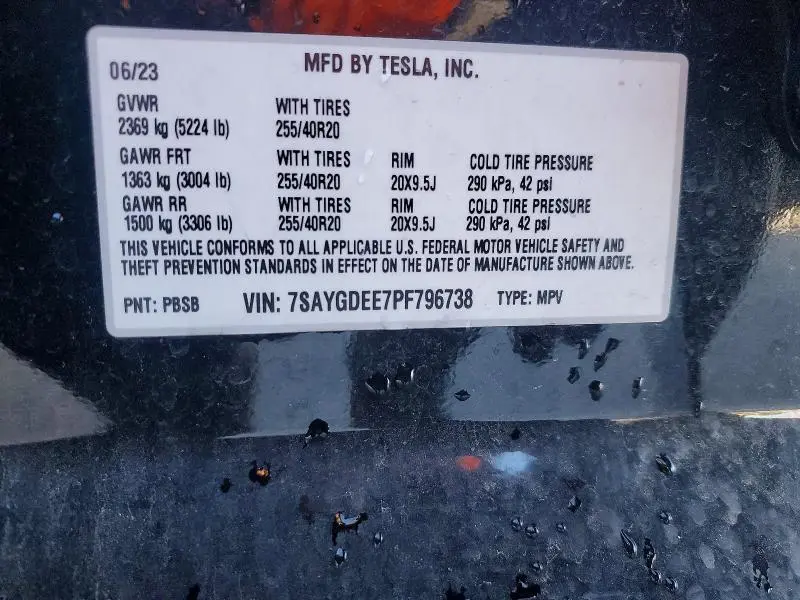 06/23 MFD BY TESLA, INC.
GVWR WITH TIRES
2369 kg (5224 lb) 255/40R20
GAWR FRT WITH TIRES RIM COLD TIRE PRESSURE
1363 kg (3004 lb) 255/40R20 20X9.5J 290 kPa, 42 psi
GAWR RR WITH TIRES RIM COLD TIRE PRESSURE
1500 kg (3306 lb) 255/40R20 20X9.5J 290 kPa, 42 psi
THIS VEHICLE CONFORMS TO ALL APPLICABLE U.S. FEDERAL MOTOR VEHICLE SAFETY AND
THEFT PREVENTION STANDARDS IN EFFECT ON THE DATE OF MANUFACTURE SHOWN ABOVE.
PNT: PBSB VIN: 7SAYGDEE7PF796738 TYPE: MPV